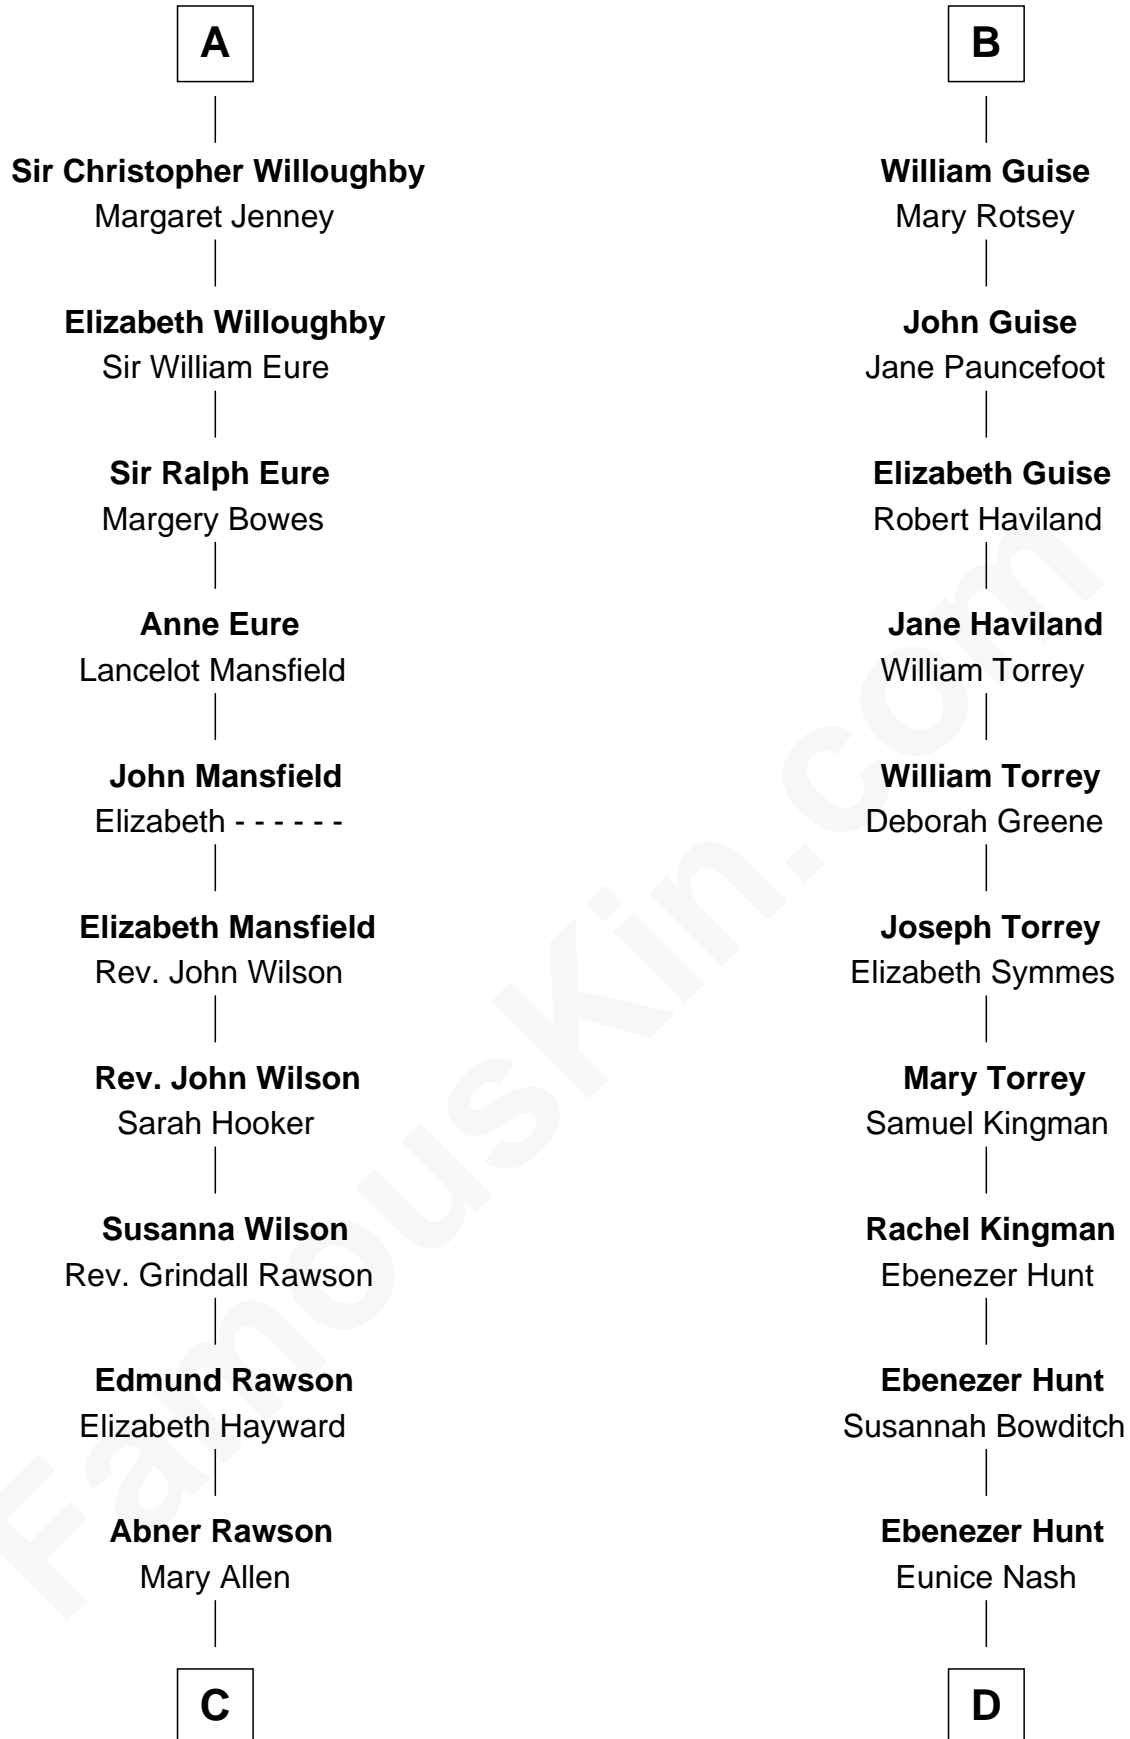 A
Sir Christopher Willoughby
Margaret Jenney
Elizabeth Willoughby
Sir William Eure
Sir Ralph Eure
Margery Bowes
Anne Eure
Lancelot Mansfield
John Mansfield
Elizabeth - - - - - -
Elizabeth Mansfield
Rev. John Wilson
Rev. John Wilson
Sarah Hooker
Susanna Wilson
Rev. Grindall Rawson
Edmund Rawson
Elizabeth Hayward
Abner Rawson
Mary Allen
C
B
William Guise
Mary Rotsey
John Guise
Jane Pauncefoot
Elizabeth Guise
Robert Haviland
Jane Haviland
William Torrey
William Torrey
Deborah Greene
Joseph Torrey
Elizabeth Symmes
Mary Torrey
Samuel Kingman
Rachel Kingman
Ebenezer Hunt
Ebenezer Hunt
Susannah Bowditch
Ebenezer Hunt
Eunice Nash
D
FamousKin.com